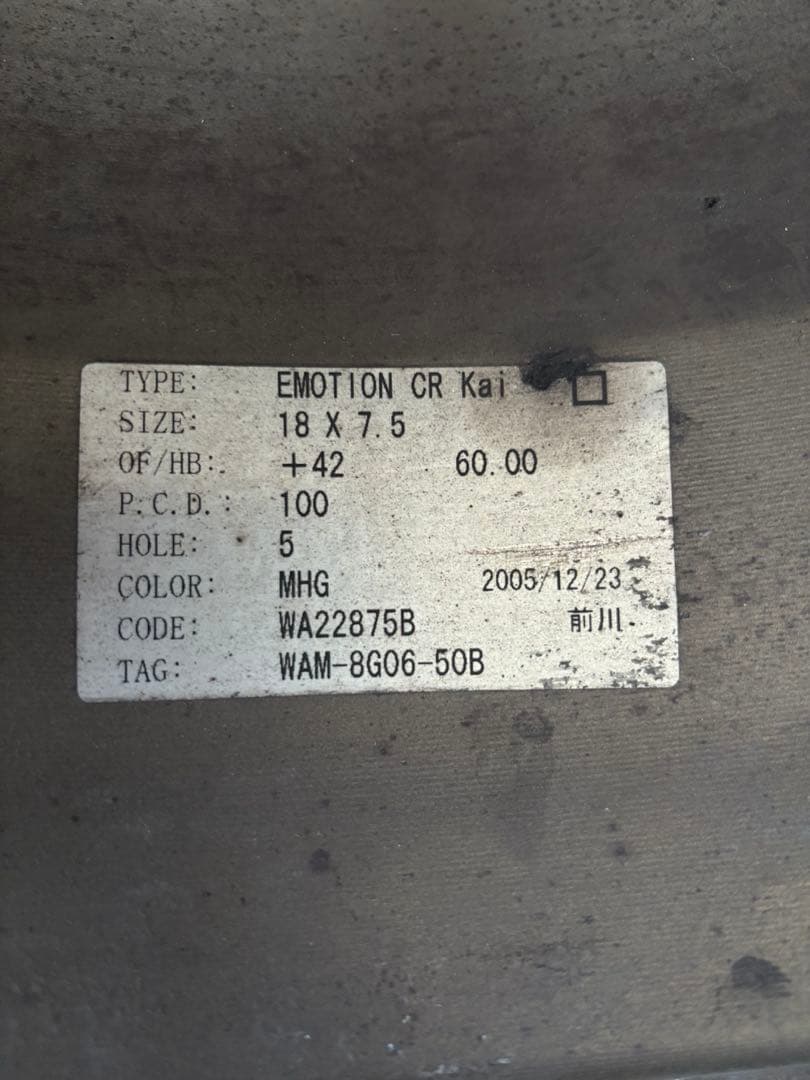 TYPE: EMOTION CR Kai □
SIZE: 18 X 7.5
OF/HB: +42 60.00
P.C.D.: 100
HOLE: 5
COLOR: MHG 2005/12/23
CODE: WA22875B 前川
TAG: WAM-8G06-50B